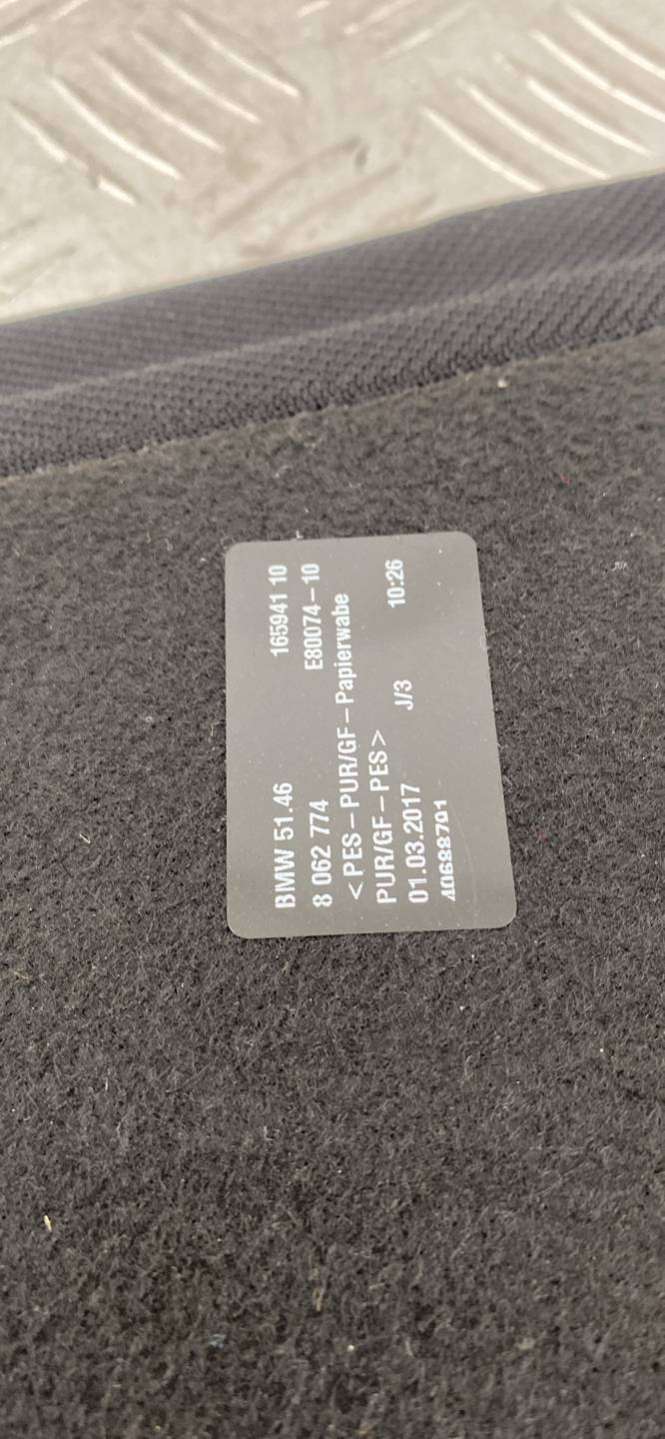 BMW 51.46 165941 10
8 062 774 E80074-10
< PES-PUR/GF-Papierwabe
PUR/GF-PES>
01.03.2017 J/3 10:26
40688791